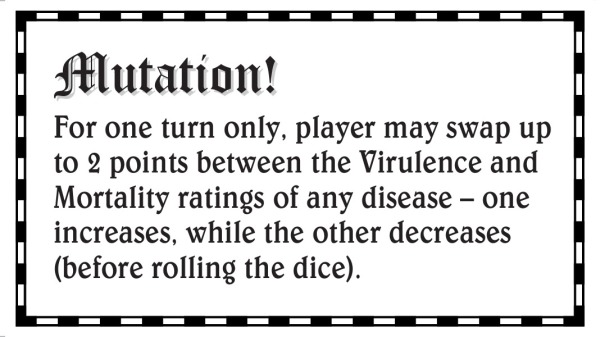 Mutation!
For one turn only, player may swap up
to 2 points between the Virulence and
Mortality ratings of any disease – one
increases, while the other decreases
(before rolling the dice).